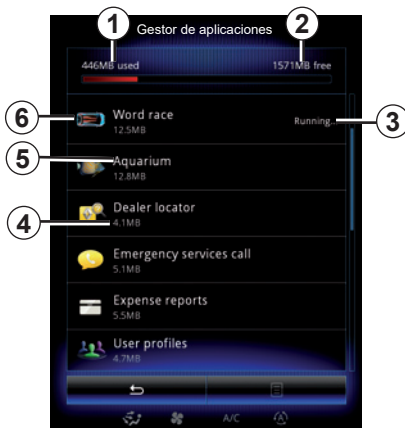 1
2
Gestor de aplicaciones
446MB used
1571MB free
6
Word race
Running...
3
12.5MB
5
Aquarium
12.8MB
Dealer locator
4
4.1MB
Emergency services call
5.1MB
Expense reports
5.5MB
User profiles
4.7MB
A/C
A